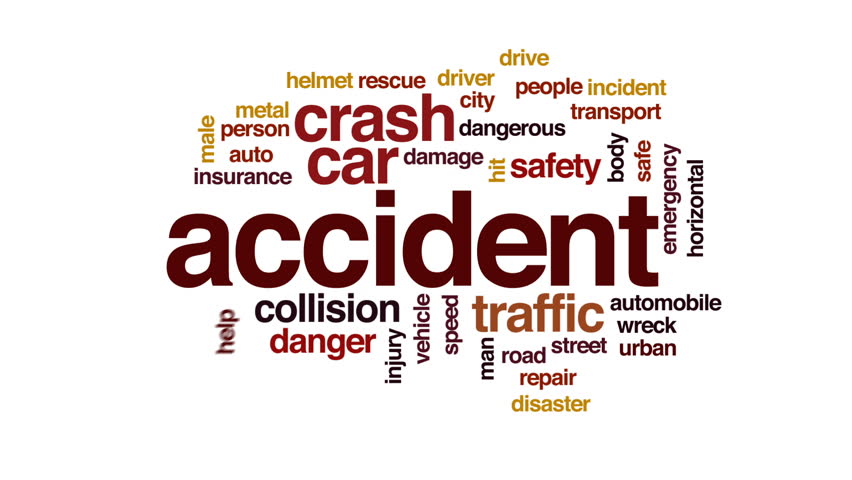 drive
helmet rescue driver people incident
metal crash city transport
male person dangerous
auto car damage hit safety body safe
insurance emergency horizontal
accident
help collision vehicle speed traffic automobile
danger injury man road street wreck
urban
repair
disaster